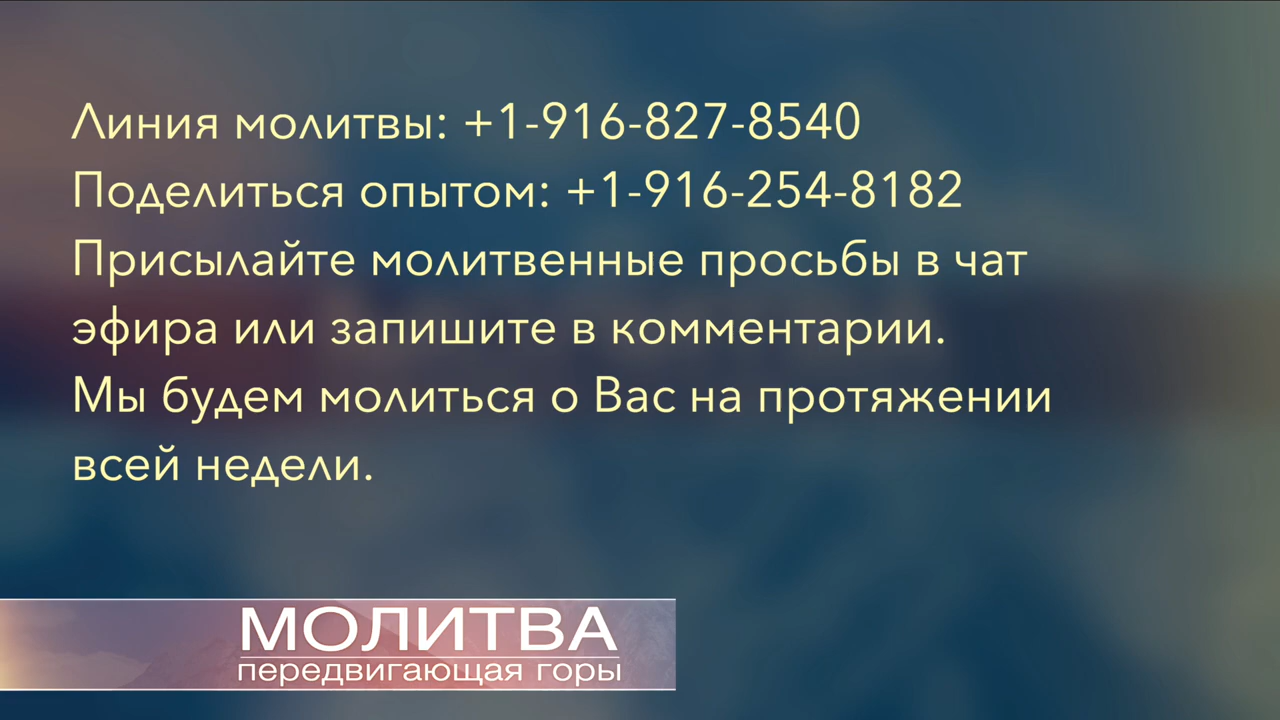 Линия молитвы: +1-916-827-8540
Поделиться опытом: +1-916-254-8182
Присылайте молитвенные просьбы в чат
эфира или запишите в комментарии.
Мы будем молиться о Вас на протяжении
всей недели.
МОЛИТВА
передвигающая горы